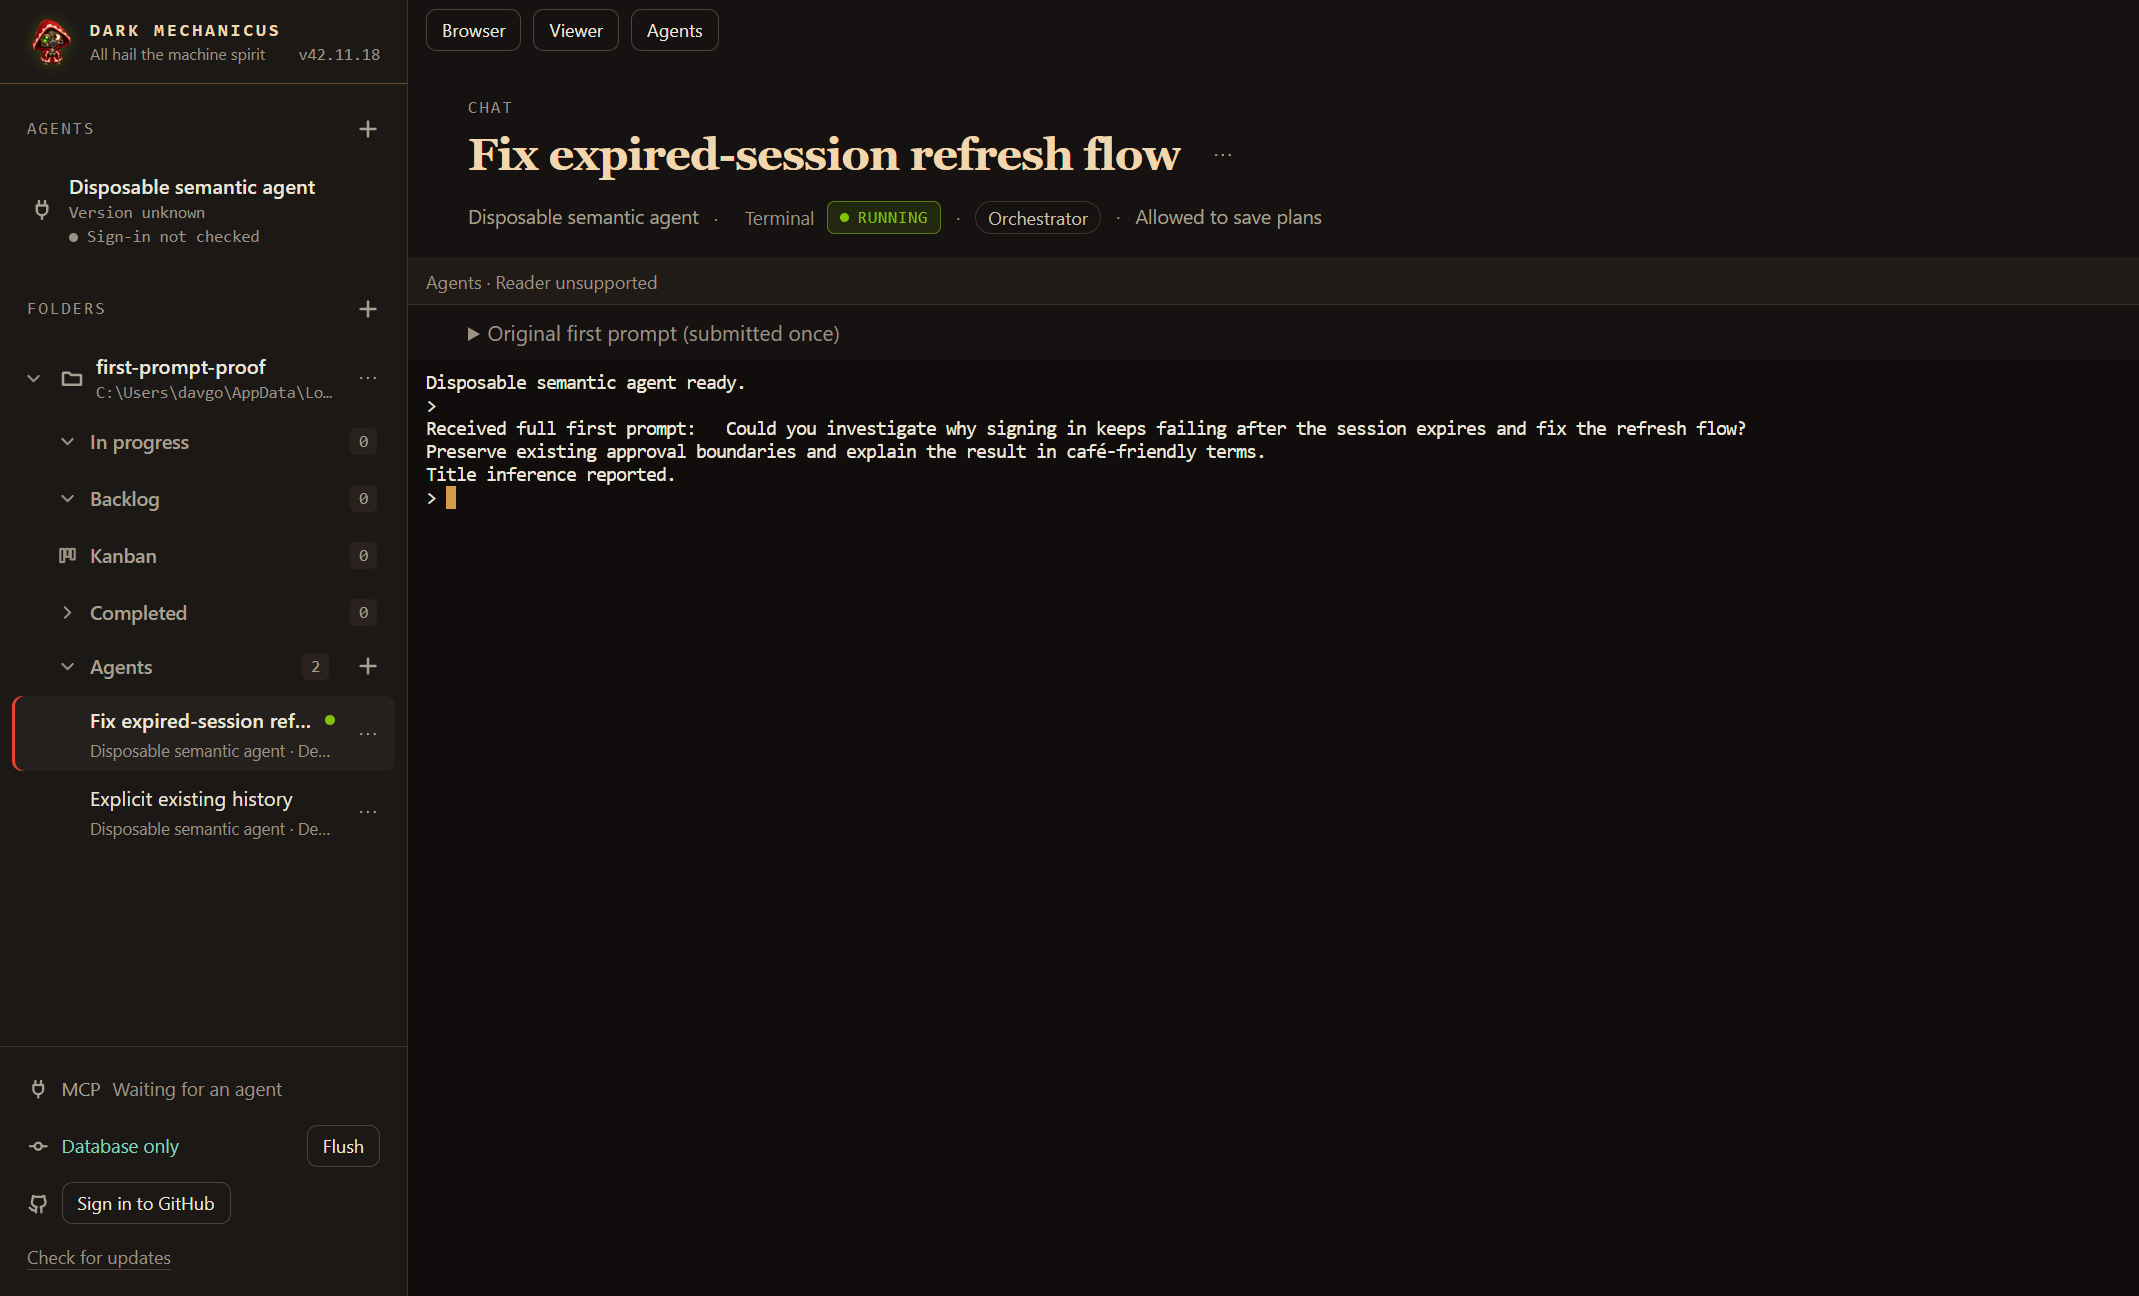 DARK MECHANICUS
All hail the machine spirit v42.11.18
AGENTS
Disposable semantic agent
Version unknown
Sign-in not checked
FOLDERS
first-prompt-proof
C:\Users\davgo\AppData\Lo…
In progress 0
Backlog 0
Kanban 0
Completed 0
Agents 2
Fix expired-session ref…
Disposable semantic agent · De…
Explicit existing history
Disposable semantic agent · De…
MCP Waiting for an agent
Database only Flush
Sign in to GitHub
Check for updates
Browser Viewer Agents
CHAT
Fix expired-session refresh flow
Disposable semantic agent · Terminal RUNNING · Orchestrator · Allowed to save plans
Agents · Reader unsupported
Original first prompt (submitted once)
Disposable semantic agent ready.
>
Received full first prompt:   Could you investigate why signing in keeps failing after the session expires and fix the refresh flow?
Preserve existing approval boundaries and explain the result in café-friendly terms.
Title inference reported.
>